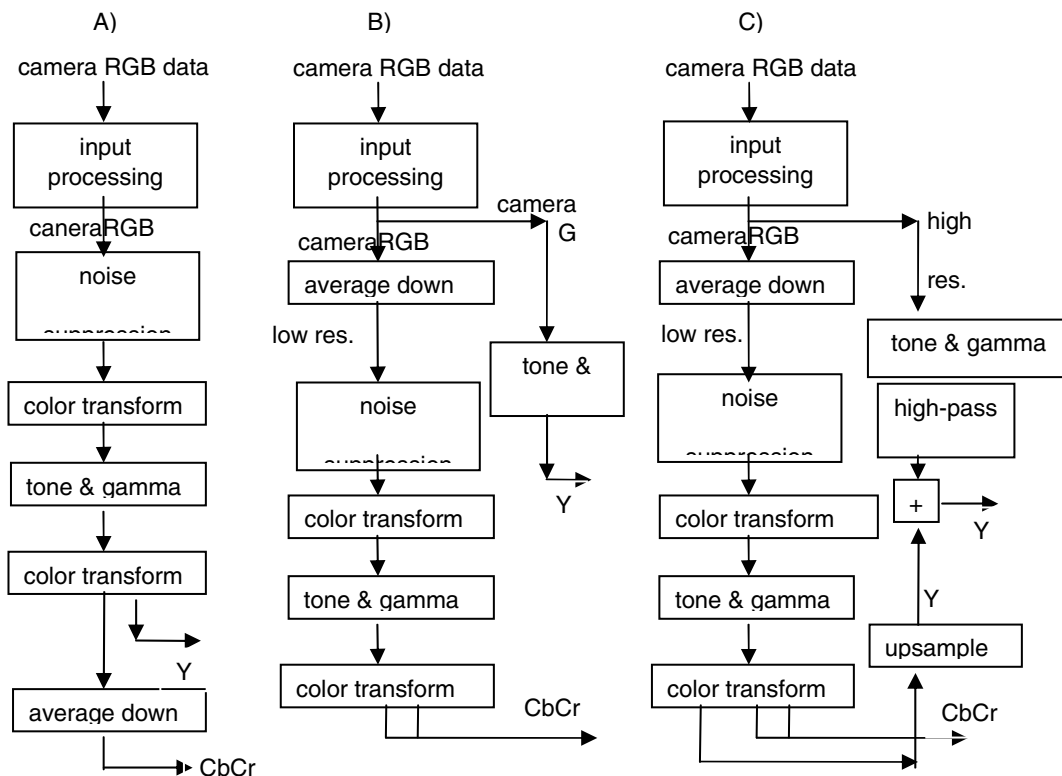 A)
camera RGB data
input
processing
caneraRGB
noise
suppression
color transform
tone & gamma
color transform
Y
average down
CbCr
B)
camera RGB data
input
processing
camera
G
cameraRGB
average down
low res.
tone &
noise
suppression
Y
color transform
tone & gamma
color transform
CbCr
C)
camera RGB data
input
processing
high
cameraRGB
res.
average down
low res.
tone & gamma
noise
suppression
high-pass
+
Y
color transform
tone & gamma
Y
upsample
color transform
CbCr